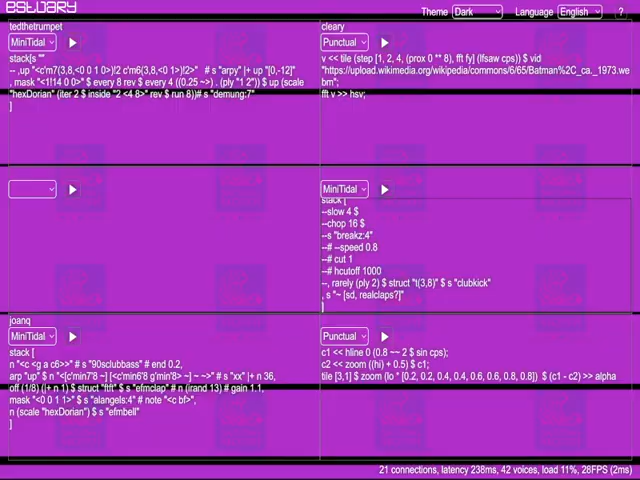 estuary
Theme Dark Language English ?
tedthetrumpet
MiniTidal
stack[s ""
-- ,up "<c'm7(3,8,<0 0 1 0>)!2 c'm6(3,8,<0 1>)!2>" # s "arpy" |+ up "[0,-12]"
, mask "<1!14 0 0>" $ every 8 rev $ every 4 ((0.25 ~>) . (ply "1 2")) $ up (scale
"hexDorian" (iter 2 $ inside "2 <4 8>" rev $ run 8))# s "demung:7"
]
cleary
Punctual
v << tile (step [1, 2, 4, (prox 0 ** 8), fft fy] (lfsaw cps)) $ vid
"https://upload.wikimedia.org/wikipedia/commons/6/65/Batman%2C_ca._1973.we
bm";
fft v >> hsv;
MiniTidal
stack [
--slow 4 $
--chop 16 $
--s "breakz:4"
--# --speed 0.8
--# cut 1
--# hcutoff 1000
--, rarely (ply 2) $ struct "t(3,8)" $ s "clubkick"
, s "~ [sd, realclaps?]"
]
joanq
MiniTidal
stack [
n "<c <g a c6>>" # s "90sclubbass" # end 0.2,
arp "up" $ n "<[c'min7'8 ~] [<c'min6'8 g'min'8> ~] ~ ~>" # s "xx" |+ n 36,
off (1/8) (|+ n 1) $ struct "ftft" $ s "efmclap" # n (irand 13) # gain 1.1,
mask "<0 0 1 1>" $ s "alangels:4" # note "<c bf>",
n (scale "hexDorian") $ s "efmbell"
]
Punctual
c1 << hline 0 (0.8 ~~ 2 $ sin cps);
c2 << zoom ((hi) + 0.5) $ c1;
tile [3,1] $ zoom (lo * [0.2, 0.2, 0.4, 0.4, 0.6, 0.6, 0.8, 0.8]) $ (c1 - c2) >> alpha
21 connections, latency 238ms, 42 voices, load 11%, 28FPS (2ms)